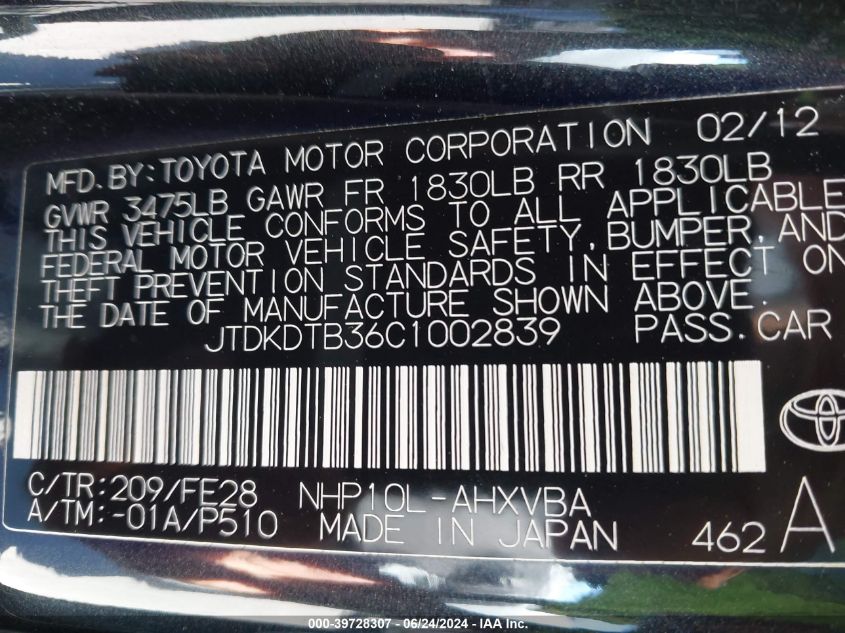 MFD. BY: TOYOTA MOTOR CORPORATION 02/12
GVWR 3475LB GAWR FR 1830LB RR 1830LB
THIS VEHICLE CONFORMS TO ALL APPLICABLE
FEDERAL MOTOR VEHICLE SAFETY, BUMPER, AND
THEFT PREVENTION STANDARDS IN EFFECT ON
THE DATE OF MANUFACTURE SHOWN ABOVE.
JTDKDTB36C1002839 PASS.CAR
C/TR:209/FE28 NHP10L-AHXVBA
A/TM:-01A/P510 MADE IN JAPAN 462 A
000-39728307 - 06/24/2024 - IAA Inc.